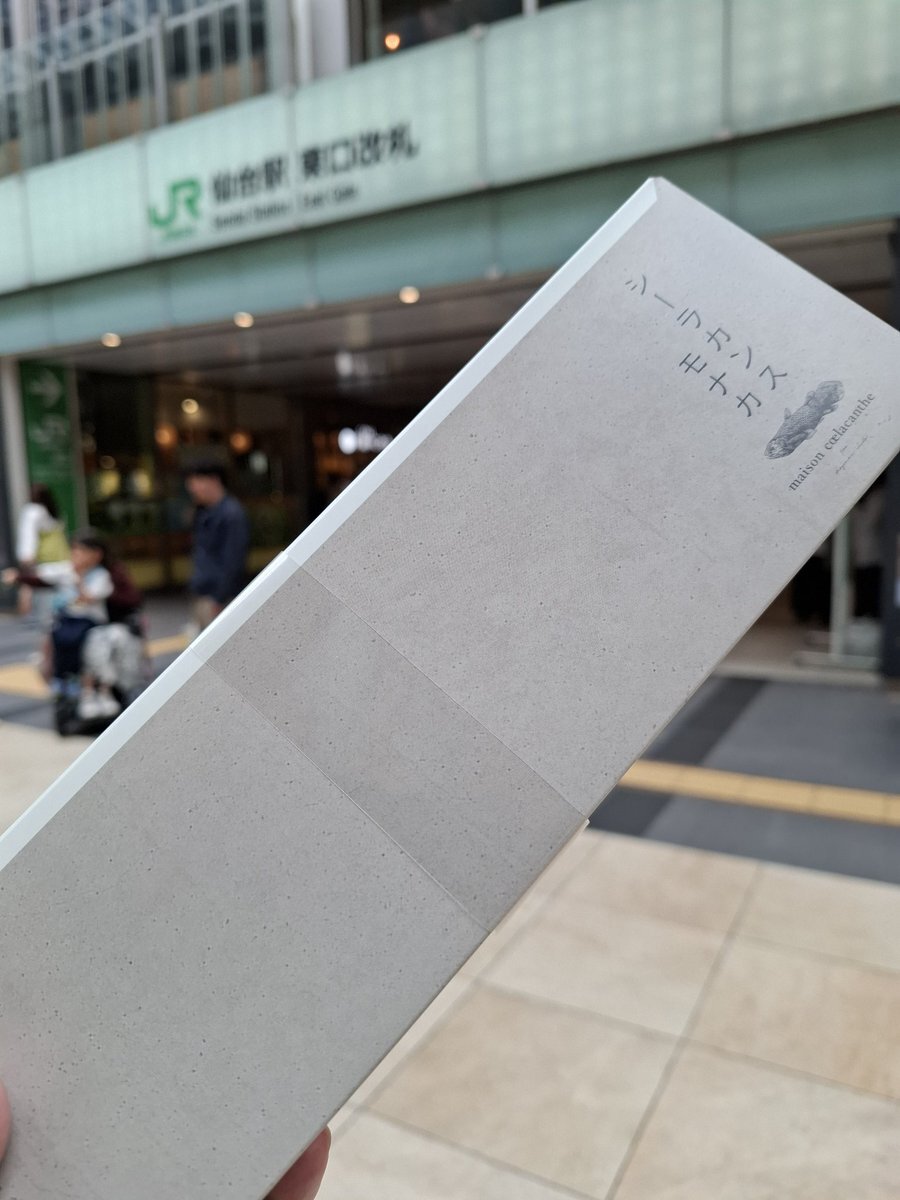 JR 仙台駅 東口改札
Sendai Station East Gate
シーラカンス
モナカ
maison cœlacanthe